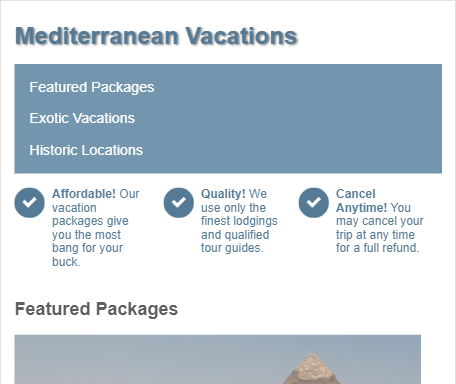 Mediterranean Vacations
Featured Packages
Exotic Vacations
Historic Locations
Affordable! Our
vacation
packages give
you the most
bang for your
buck.
Quality! We
use only the
finest lodgings
and qualified
tour guides.
Cancel
Anytime! You
may cancel your
trip at any time
for a full refund.
Featured Packages